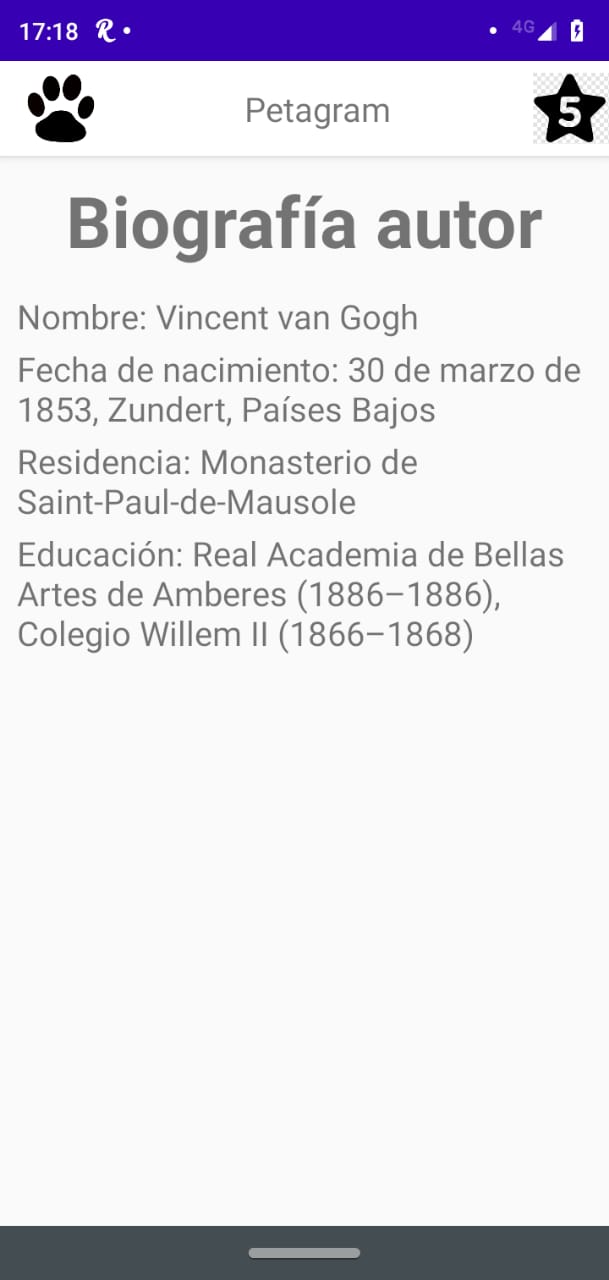 17:18
4G
Petagram
5
Biografía autor
Nombre: Vincent van Gogh
Fecha de nacimiento: 30 de marzo de
1853, Zundert, Países Bajos
Residencia: Monasterio de
Saint-Paul-de-Mausole
Educación: Real Academia de Bellas
Artes de Amberes (1886–1886),
Colegio Willem II (1866–1868)